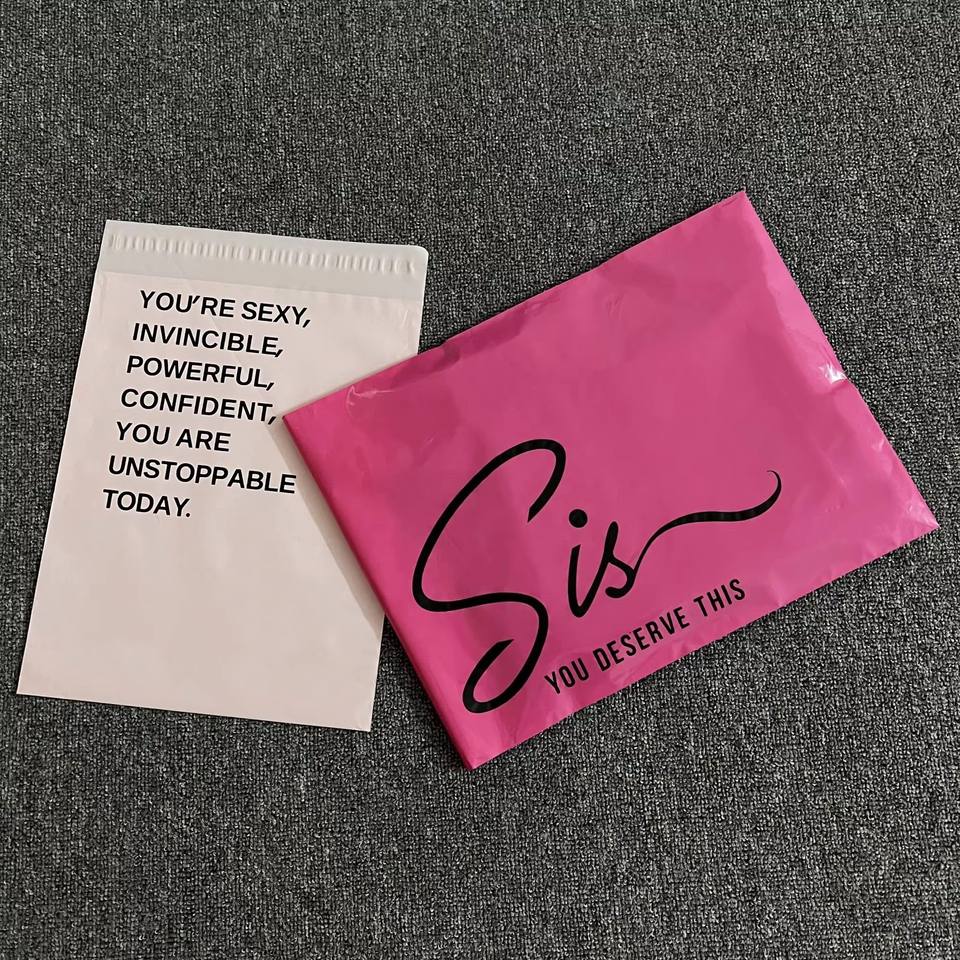 YOU'RE SEXY,
INVINCIBLE,
POWERFUL,
CONFIDENT,
YOU ARE
UNSTOPPABLE
TODAY.
Sis
YOU DESERVE THIS